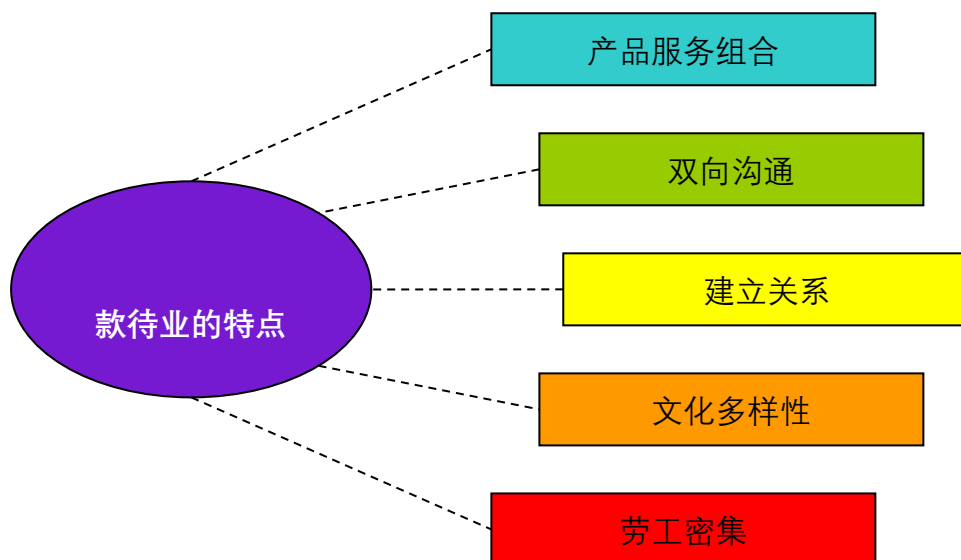 产品服务组合
双向沟通
建立关系
款待业的特点
文化多样性
劳工密集